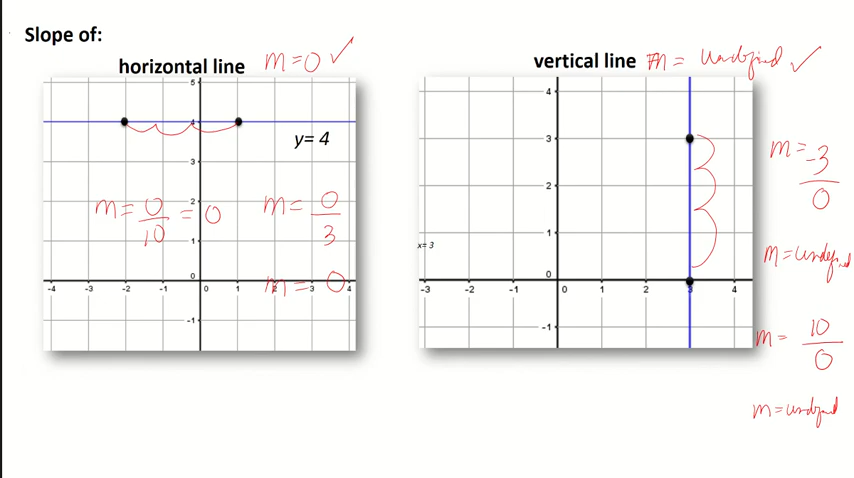 Slope of:
horizontal line m=0 ✓
vertical line m= undefined ✓
5
4
3
2
1
0
-1
-4 -3 -2 -1 0 1 2 3 4
y= 4
m= 0/10 = 0
m= 0/3
m= 0
4
3
2
1
0
-1
-3 -2 -1 0 1 2 3 4
x= 3
m= -3/0
m=undefined
m= 10/0
m=undefined